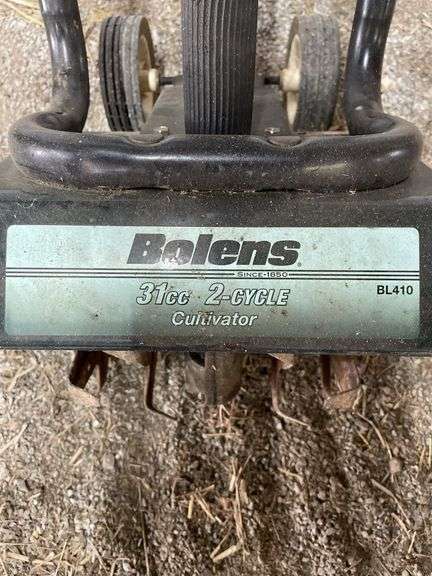 Bolens
SINCE-1850
31cc 2-CYCLE
BL410
Cultivator